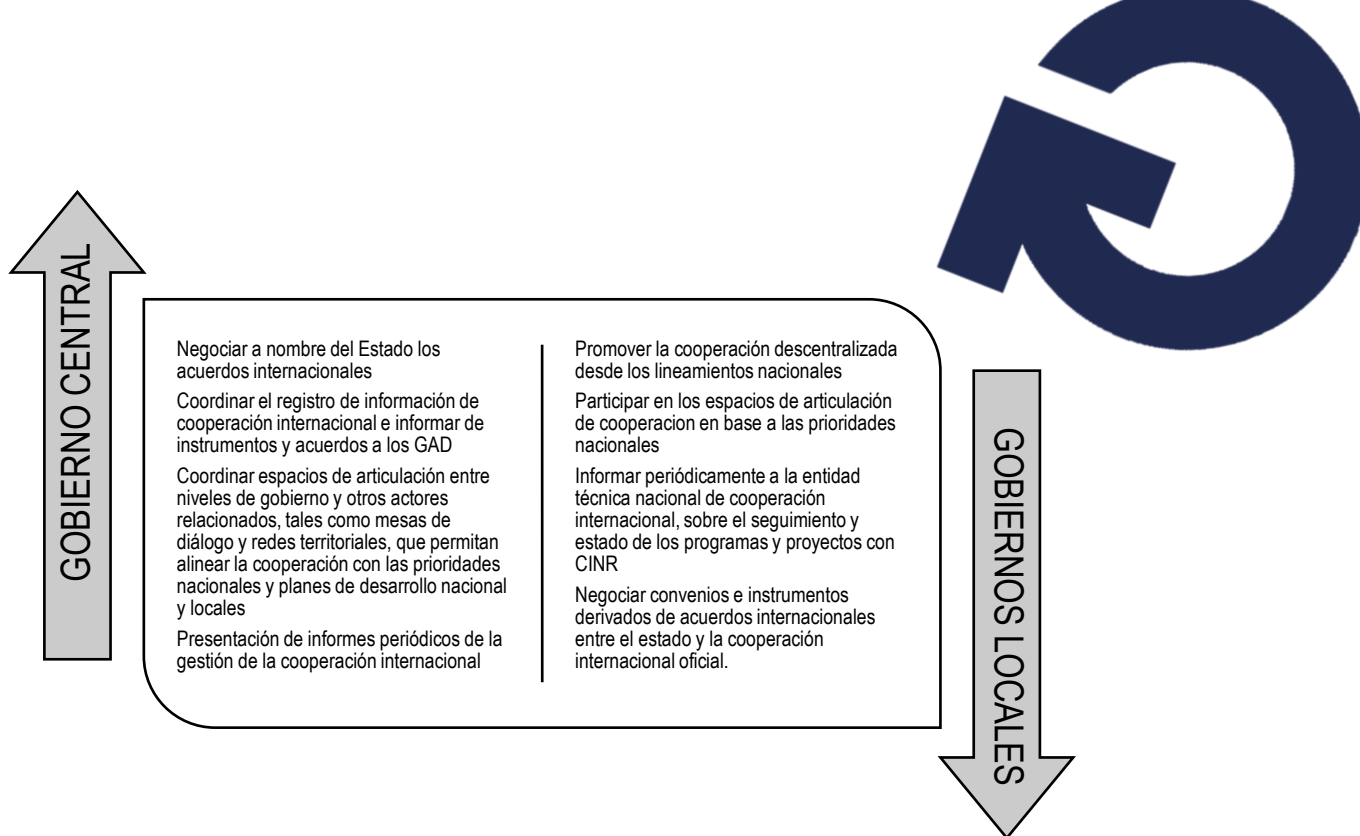 GOBIERNO CENTRAL
Negociar a nombre del Estado los
acuerdos internacionales
Coordinar el registro de información de
cooperación internacional e informar de
instrumentos y acuerdos a los GAD
Coordinar espacios de articulación entre
niveles de gobierno y otros actores
relacionados, tales como mesas de
diálogo y redes territoriales, que permitan
alinear la cooperación con las prioridades
nacionales y planes de desarrollo nacional
y locales
Presentación de informes periódicos de la
gestión de la cooperación internacional
Promover la cooperación descentralizada
desde los lineamientos nacionales
Participar en los espacios de articulación
de cooperacion en base a las prioridades
nacionales
Informar periódicamente a la entidad
técnica nacional de cooperación
internacional, sobre el seguimiento y
estado de los programas y proyectos con
CINR
Negociar convenios e instrumentos
derivados de acuerdos internacionales
entre el estado y la cooperación
internacional oficial.
GOBIERNOS LOCALES